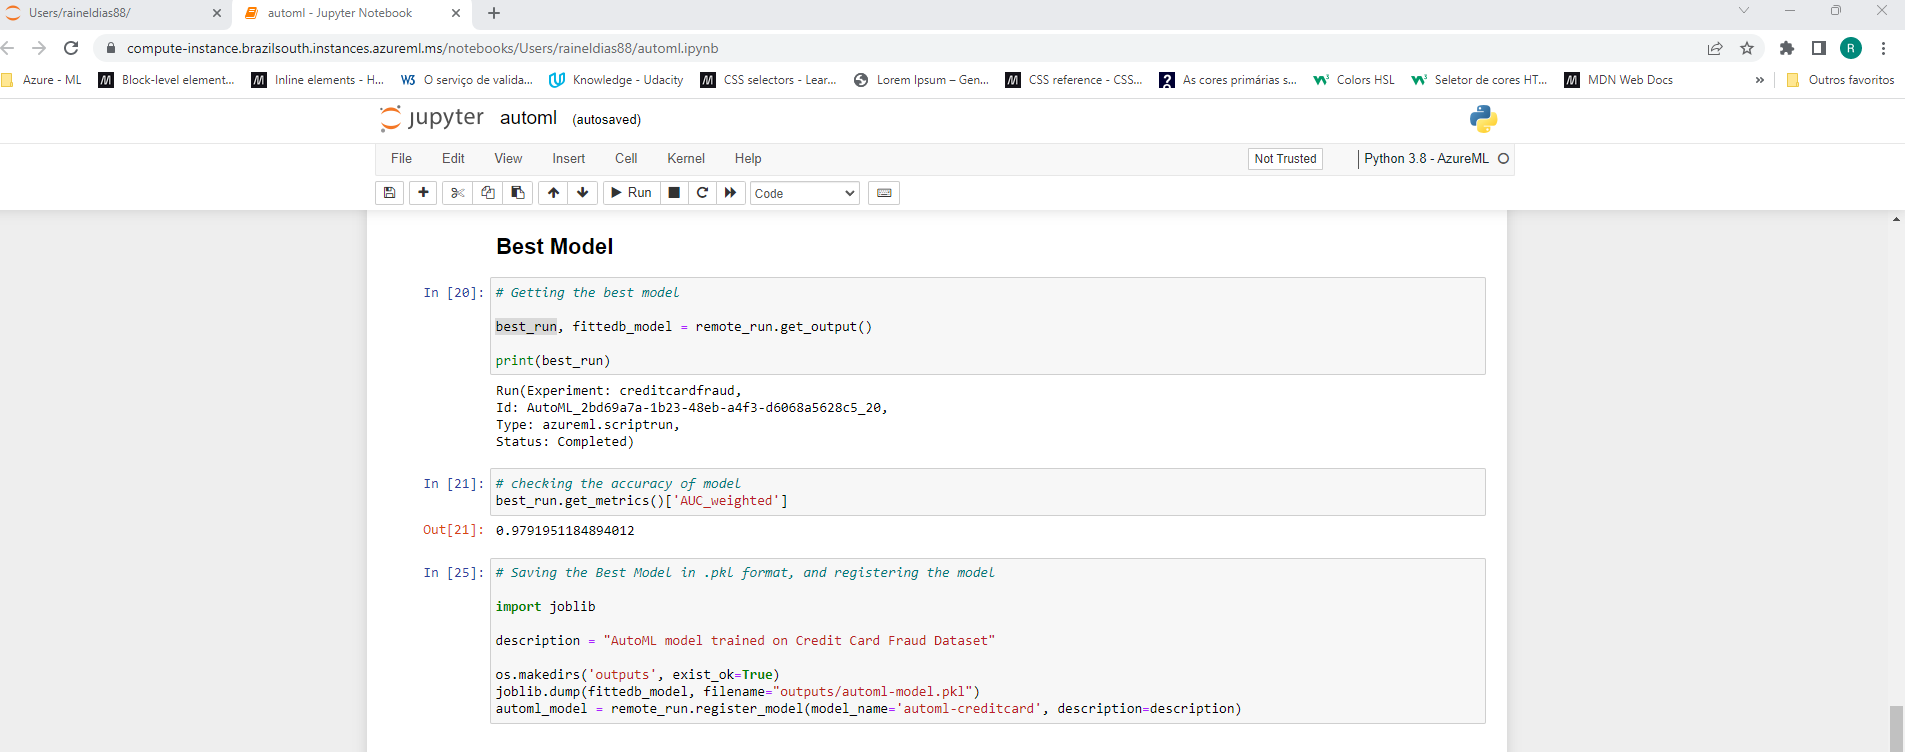 Users/raineldias88/
automl - Jupyter Notebook
compute-instance.brazilsouth.instances.azureml.ms/notebooks/Users/raineldias88/automl.ipynb
R
Azure - ML
Block-level element...
Inline elements - H...
O serviço de valida...
Knowledge - Udacity
CSS selectors - Lear...
Lorem Ipsum – Gen...
CSS reference - CSS...
As cores primárias s...
Colors HSL
Seletor de cores HT...
MDN Web Docs
Outros favoritos
jupyter automl (autosaved)
File Edit View Insert Cell Kernel Help
Not Trusted
Python 3.8 - AzureML
Run
Code
Best Model
In [20]: # Getting the best model
best_run, fittedb_model = remote_run.get_output()
print(best_run)
Run(Experiment: creditcardfraud,
Id: AutoML_2bd69a7a-1b23-48eb-a4f3-d6068a5628c5_20,
Type: azureml.scriptrun,
Status: Completed)
In [21]: # checking the accuracy of model
best_run.get_metrics()['AUC_weighted']
Out[21]: 0.9791951184894012
In [25]: # Saving the Best Model in .pkl format, and registering the model
import joblib
description = "AutoML model trained on Credit Card Fraud Dataset"
os.makedirs('outputs', exist_ok=True)
joblib.dump(fittedb_model, filename="outputs/automl-model.pkl")
automl_model = remote_run.register_model(model_name='automl-creditcard', description=description)